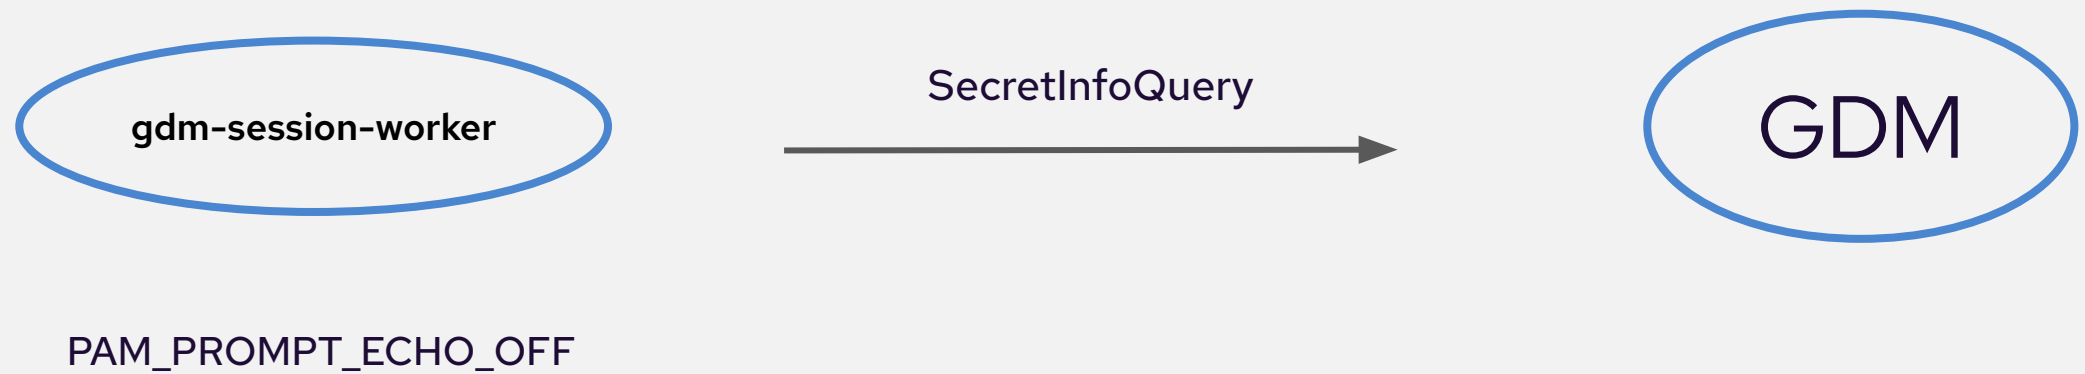 gdm-session-worker
SecretInfoQuery
GDM
PAM_PROMPT_ECHO_OFF